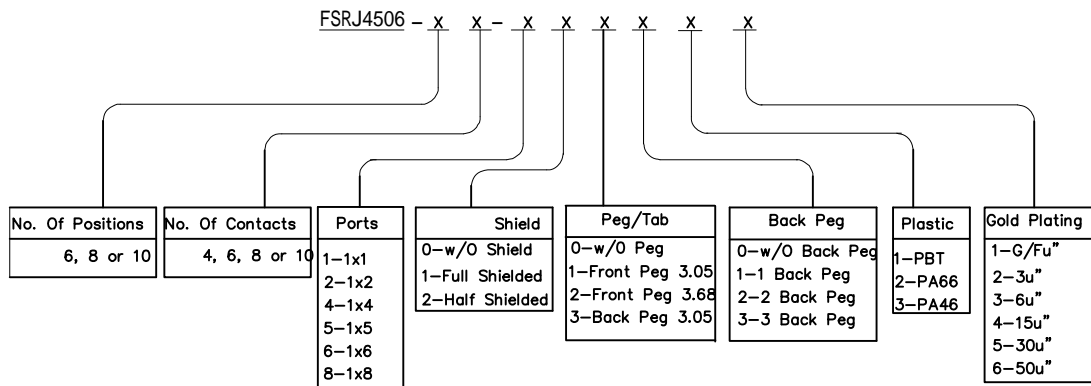 FSRJ4506 - X X - X X X X X X
No. Of Positions
6, 8 or 10
No. Of Contacts
4, 6, 8 or 10
Ports
1-1x1
2-1x2
4-1x4
5-1x5
6-1x6
8-1x8
Shield
0-w/O Shield
1-Full Shielded
2-Half Shielded
Peg/Tab
0-w/O Peg
1-Front Peg 3.05
2-Front Peg 3.68
3-Back Peg 3.05
Back Peg
0-w/O Back Peg
1-1 Back Peg
2-2 Back Peg
3-3 Back Peg
Plastic
1-PBT
2-PA66
3-PA46
Gold Plating
1-G/Fu"
2-3u"
3-6u"
4-15u"
5-30u"
6-50u"